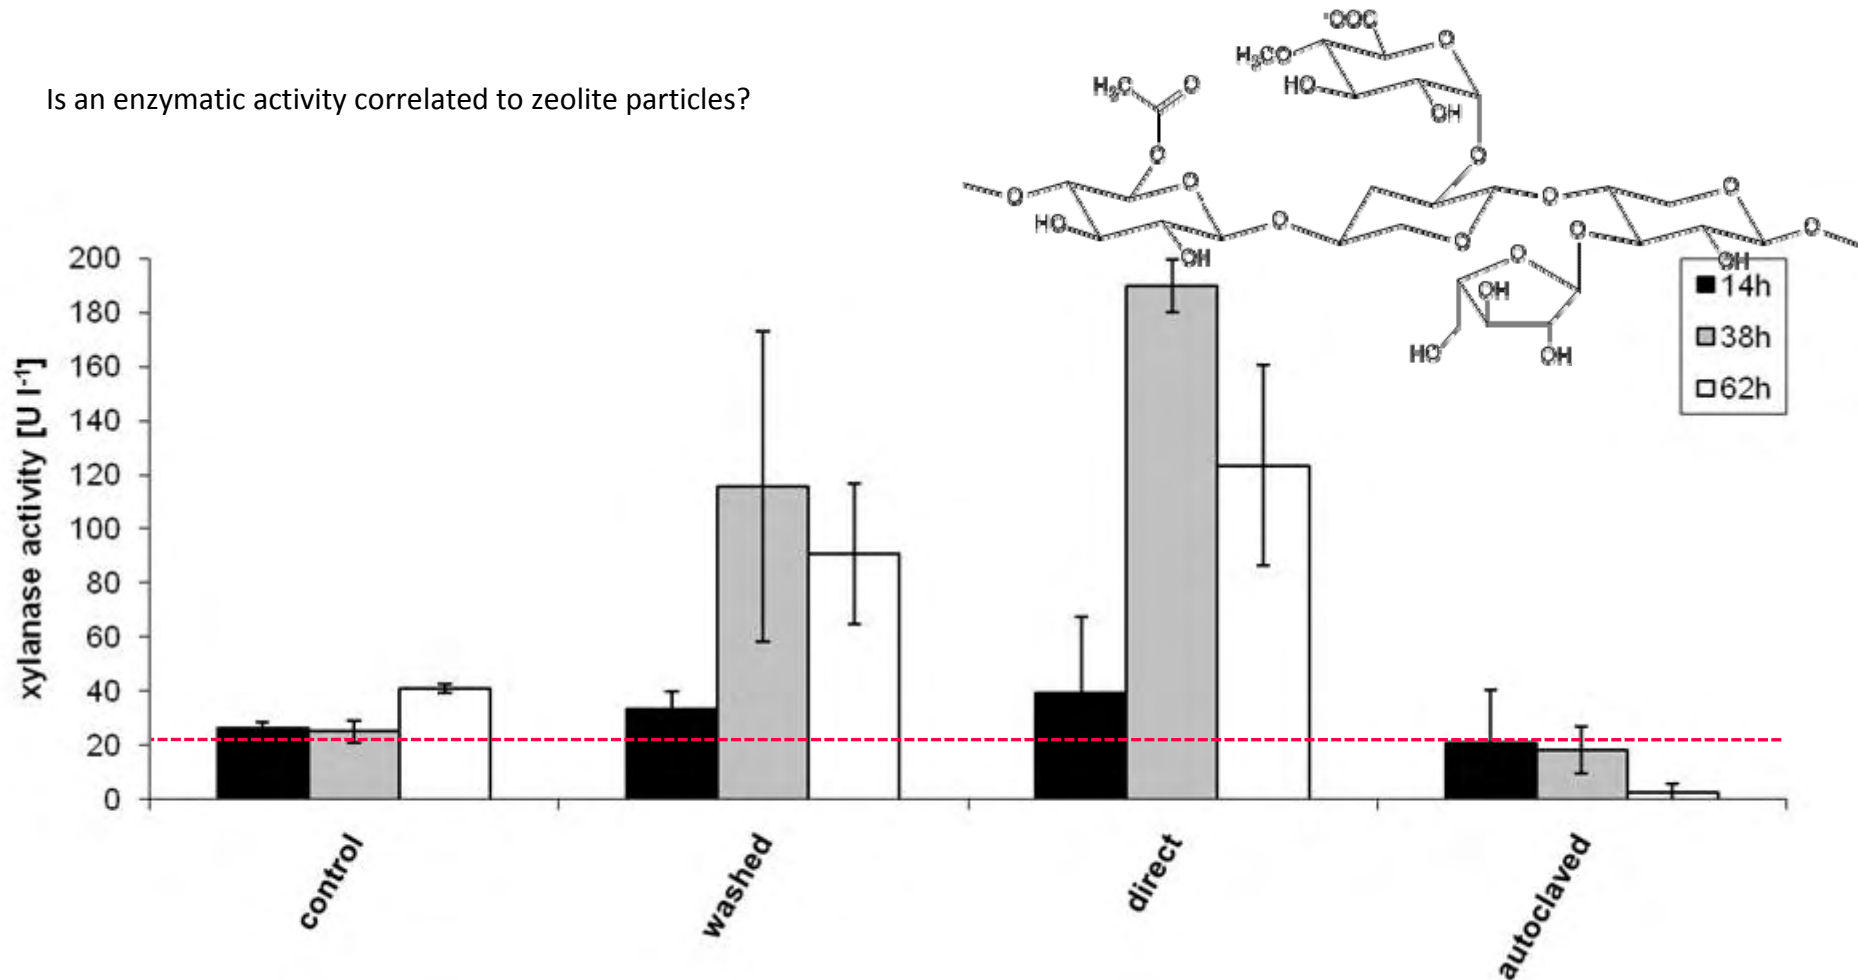 Is an enzymatic activity correlated to zeolite particles?
-OOC
O
H3CO
HO
OH
H3C
O
O
O
O
O
HO
OH
O
O
O
O
O
O
OH
O
O
OH
HO
OH
xylanase activity [U l-1]
200
180
160
140
120
100
80
60
40
20
0
14h
38h
62h
control
washed
direct
autoclaved